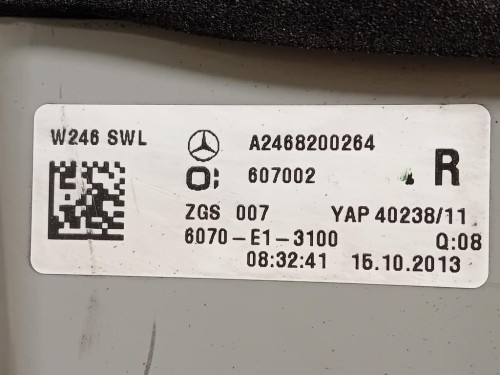 W246 SWL A2468200264
O; 607002 R
ZGS 007 YAP 40238/11
6070-E1-3100 Q:08
08:32:41 15.10.2013